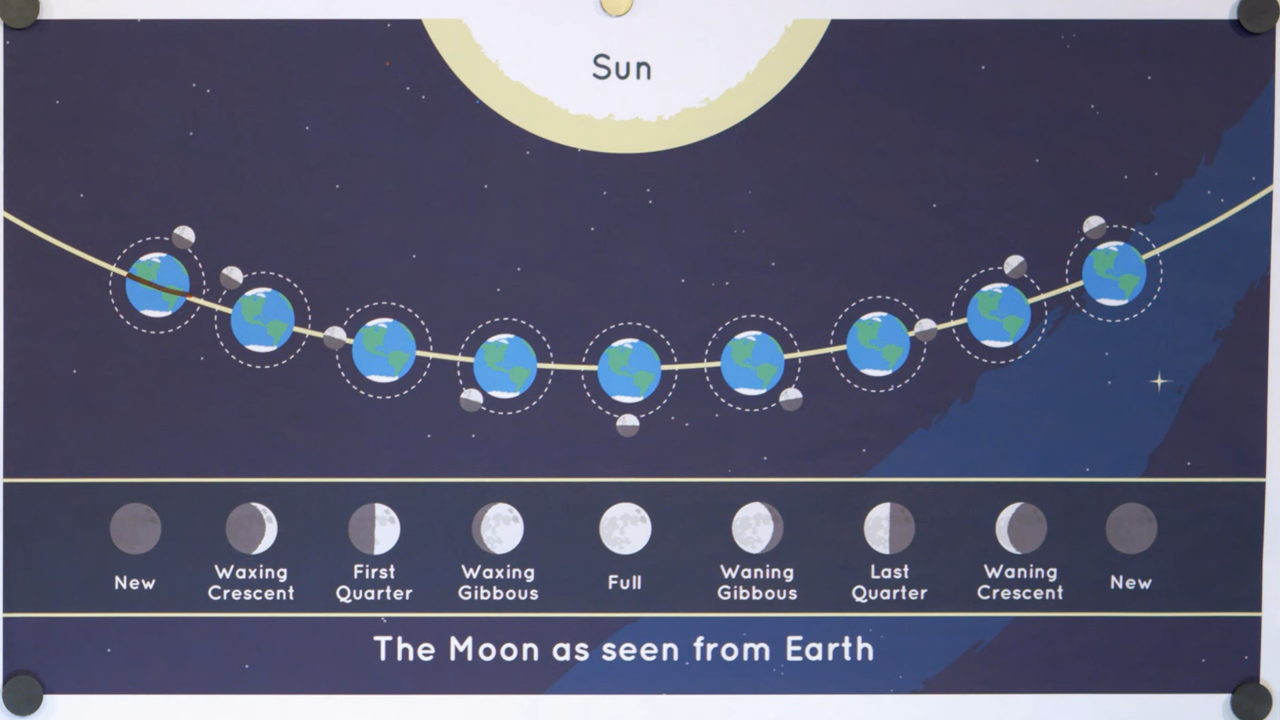 Sun
New
Waxing
Crescent
First
Quarter
Waxing
Gibbous
Full
Waning
Gibbous
Last
Quarter
Waning
Crescent
New
The Moon as seen from Earth